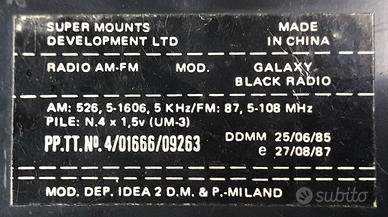 SUPER MOUNTS MADE
DEVELOPMENT LTD IN CHINA
RADIO AM-FM MOD. GALAXY
BLACK RADIO
AM: 526, 5-1606, 5 KHz/FM: 87, 5-108 MHz
PILE: N.4 x 1,5v (UM-3)
PP.TT.Nº. 4/01666/09263 DDMM 25/06/85
e 27/08/87
MOD. DEP. IDEA 2 D.M. & P.-MILAND
subito